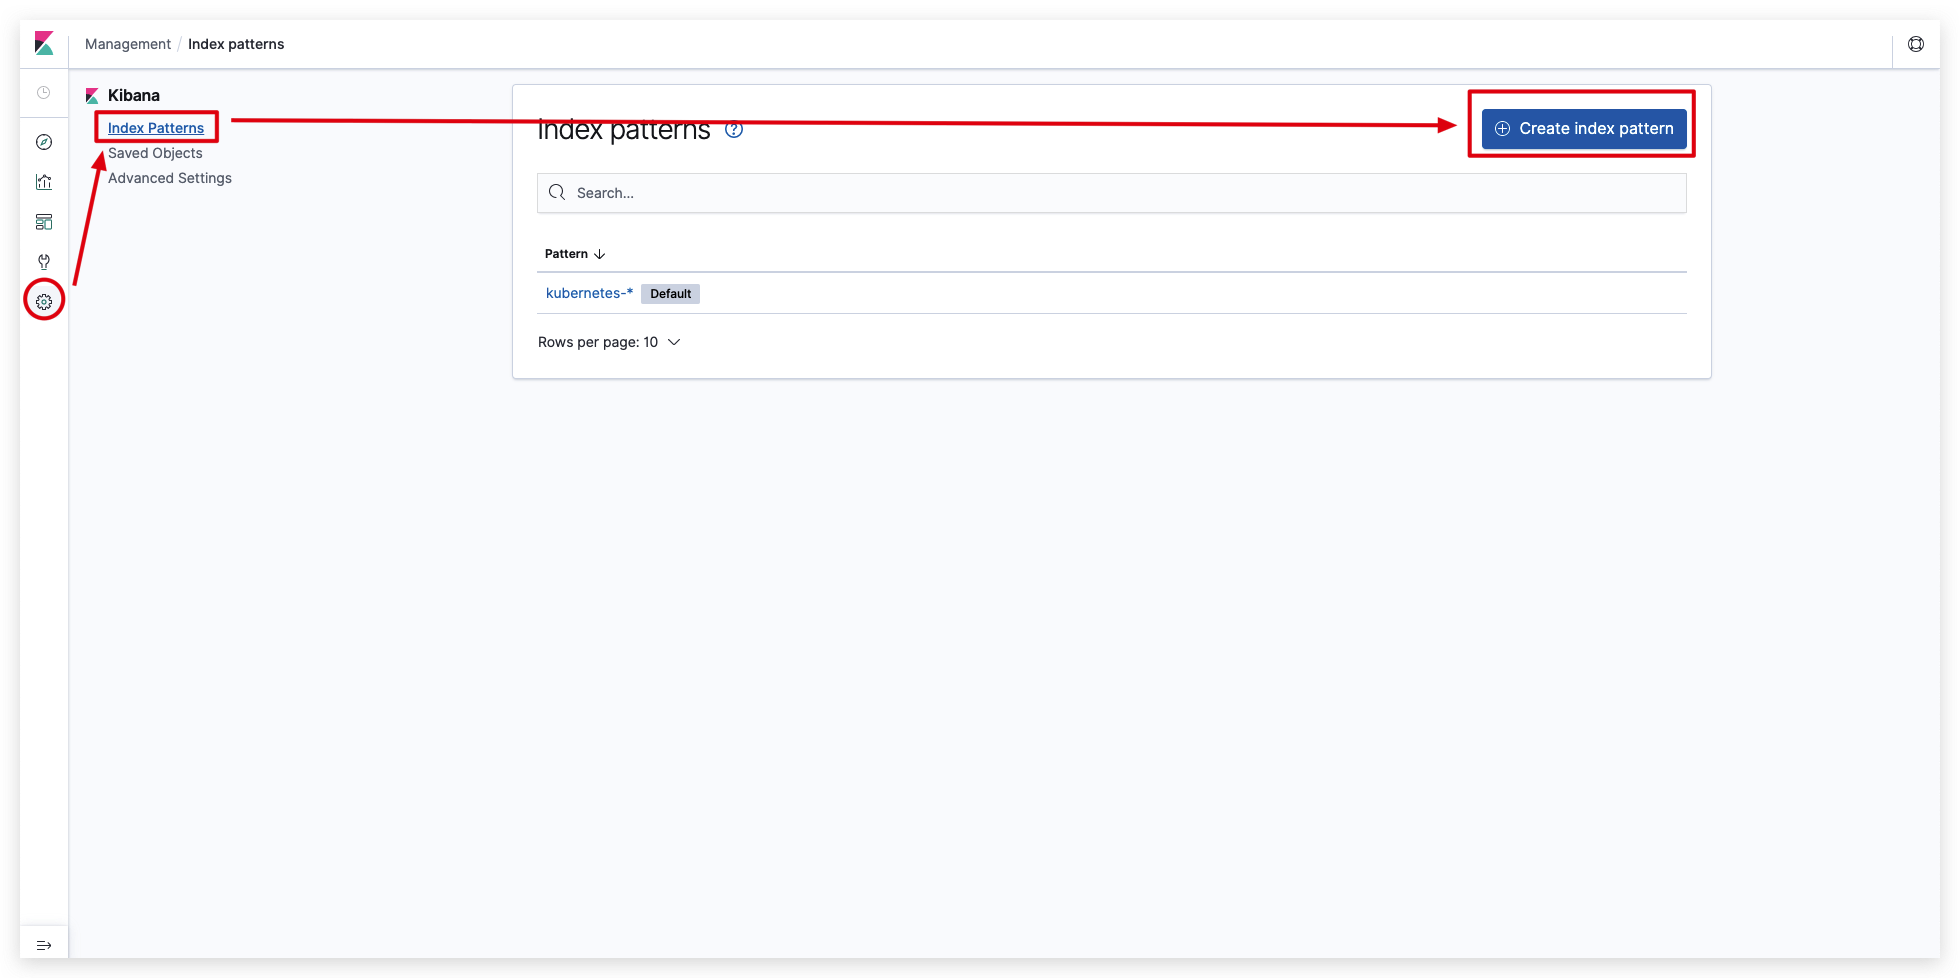 Management / Index patterns
Kibana
Index Patterns
Saved Objects
Advanced Settings
Index patterns ?
Create index pattern
Search...
Pattern ↓
kubernetes-* Default
Rows per page: 10